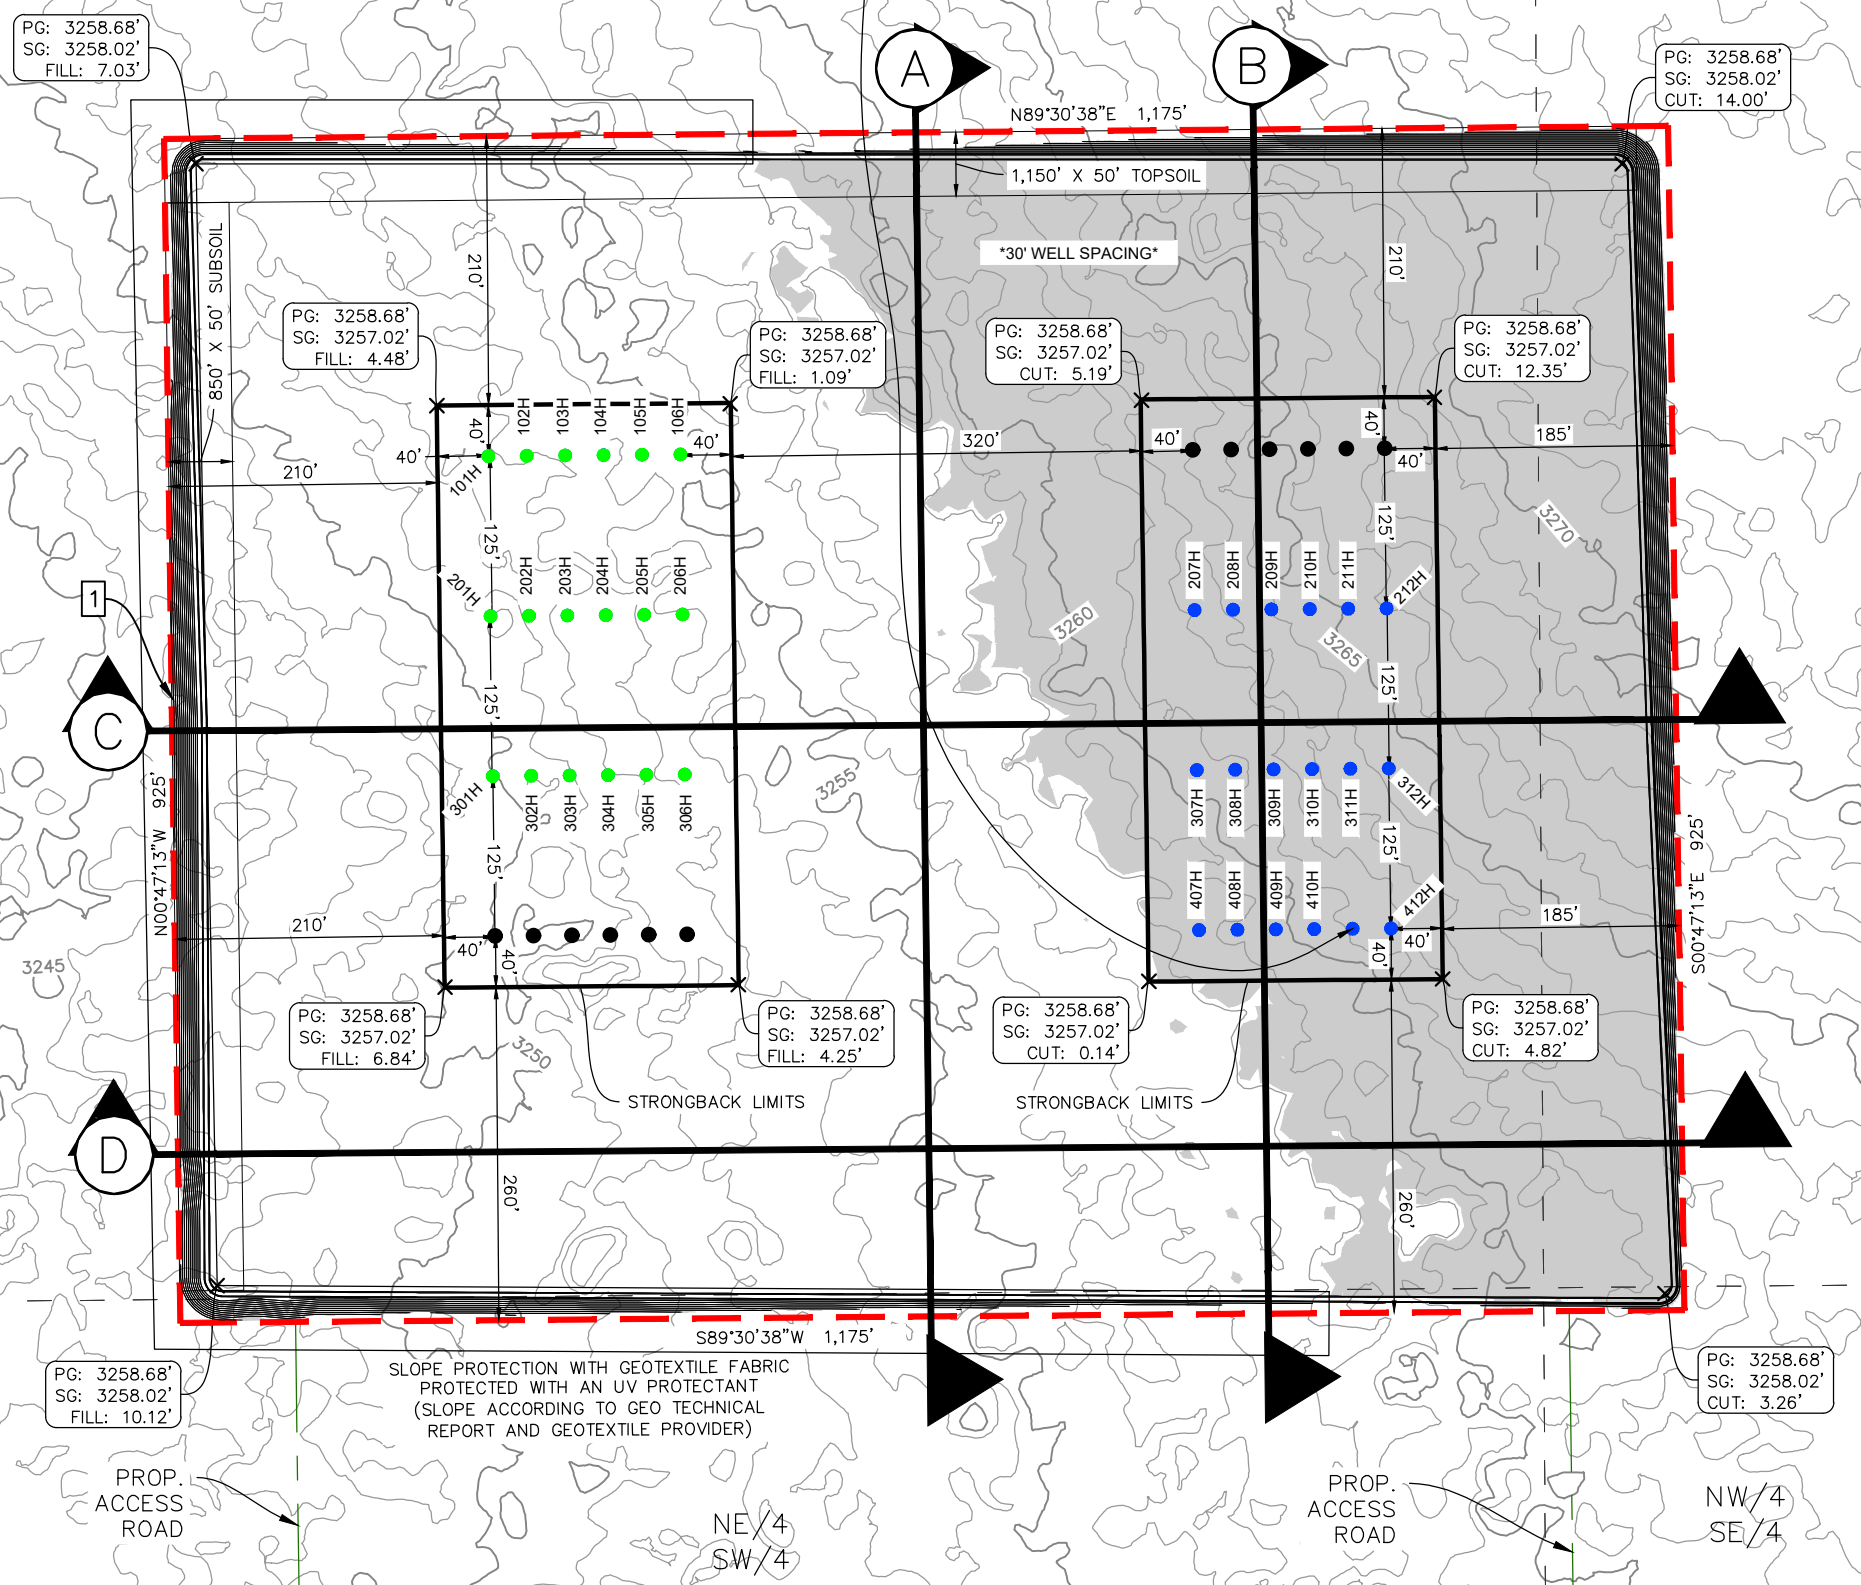 PG: 3258.68'
SG: 3258.02'
FILL: 7.03'
A
B
PG: 3258.68'
SG: 3258.02'
CUT: 14.00'
N89°30'38"E 1,175'
1,150' X 50' TOPSOIL
850' X 50' SUBSOIL
*30' WELL SPACING*
210'
210'
PG: 3258.68'
SG: 3257.02'
FILL: 4.48'
PG: 3258.68'
SG: 3257.02'
FILL: 1.09'
PG: 3258.68'
SG: 3257.02'
CUT: 5.19'
PG: 3258.68'
SG: 3257.02'
CUT: 12.35'
40'
102H
103H
104H
105H
106H
40'
40'
101H
210'
320'
40'
40'
40'
185'
125'
125'
3270
201H
202H
203H
204H
205H
206H
207H
208H
209H
210H
211H
212H
1
3260
3265
125'
125'
C
3255
301H
302H
303H
304H
305H
306H
307H
308H
309H
310H
311H
312H
N00°47'13"W 925'
S00°47'13"E 925'
125'
125'
407H
408H
409H
410H
412H
210'
40'
40'
40'
40'
185'
3245
PG: 3258.68'
SG: 3257.02'
FILL: 6.84'
3250
PG: 3258.68'
SG: 3257.02'
FILL: 4.25'
PG: 3258.68'
SG: 3257.02'
CUT: 0.14'
PG: 3258.68'
SG: 3257.02'
CUT: 4.82'
STRONGBACK LIMITS
STRONGBACK LIMITS
D
260'
260'
S89°30'38"W 1,175'
PG: 3258.68'
SG: 3258.02'
FILL: 10.12'
SLOPE PROTECTION WITH GEOTEXTILE FABRIC
PROTECTED WITH AN UV PROTECTANT
(SLOPE ACCORDING TO GEO TECHNICAL
REPORT AND GEOTEXTILE PROVIDER)
PG: 3258.68'
SG: 3258.02'
CUT: 3.26'
PROP.
ACCESS
ROAD
NE/4
SW/4
PROP.
ACCESS
ROAD
NW/4
SE/4